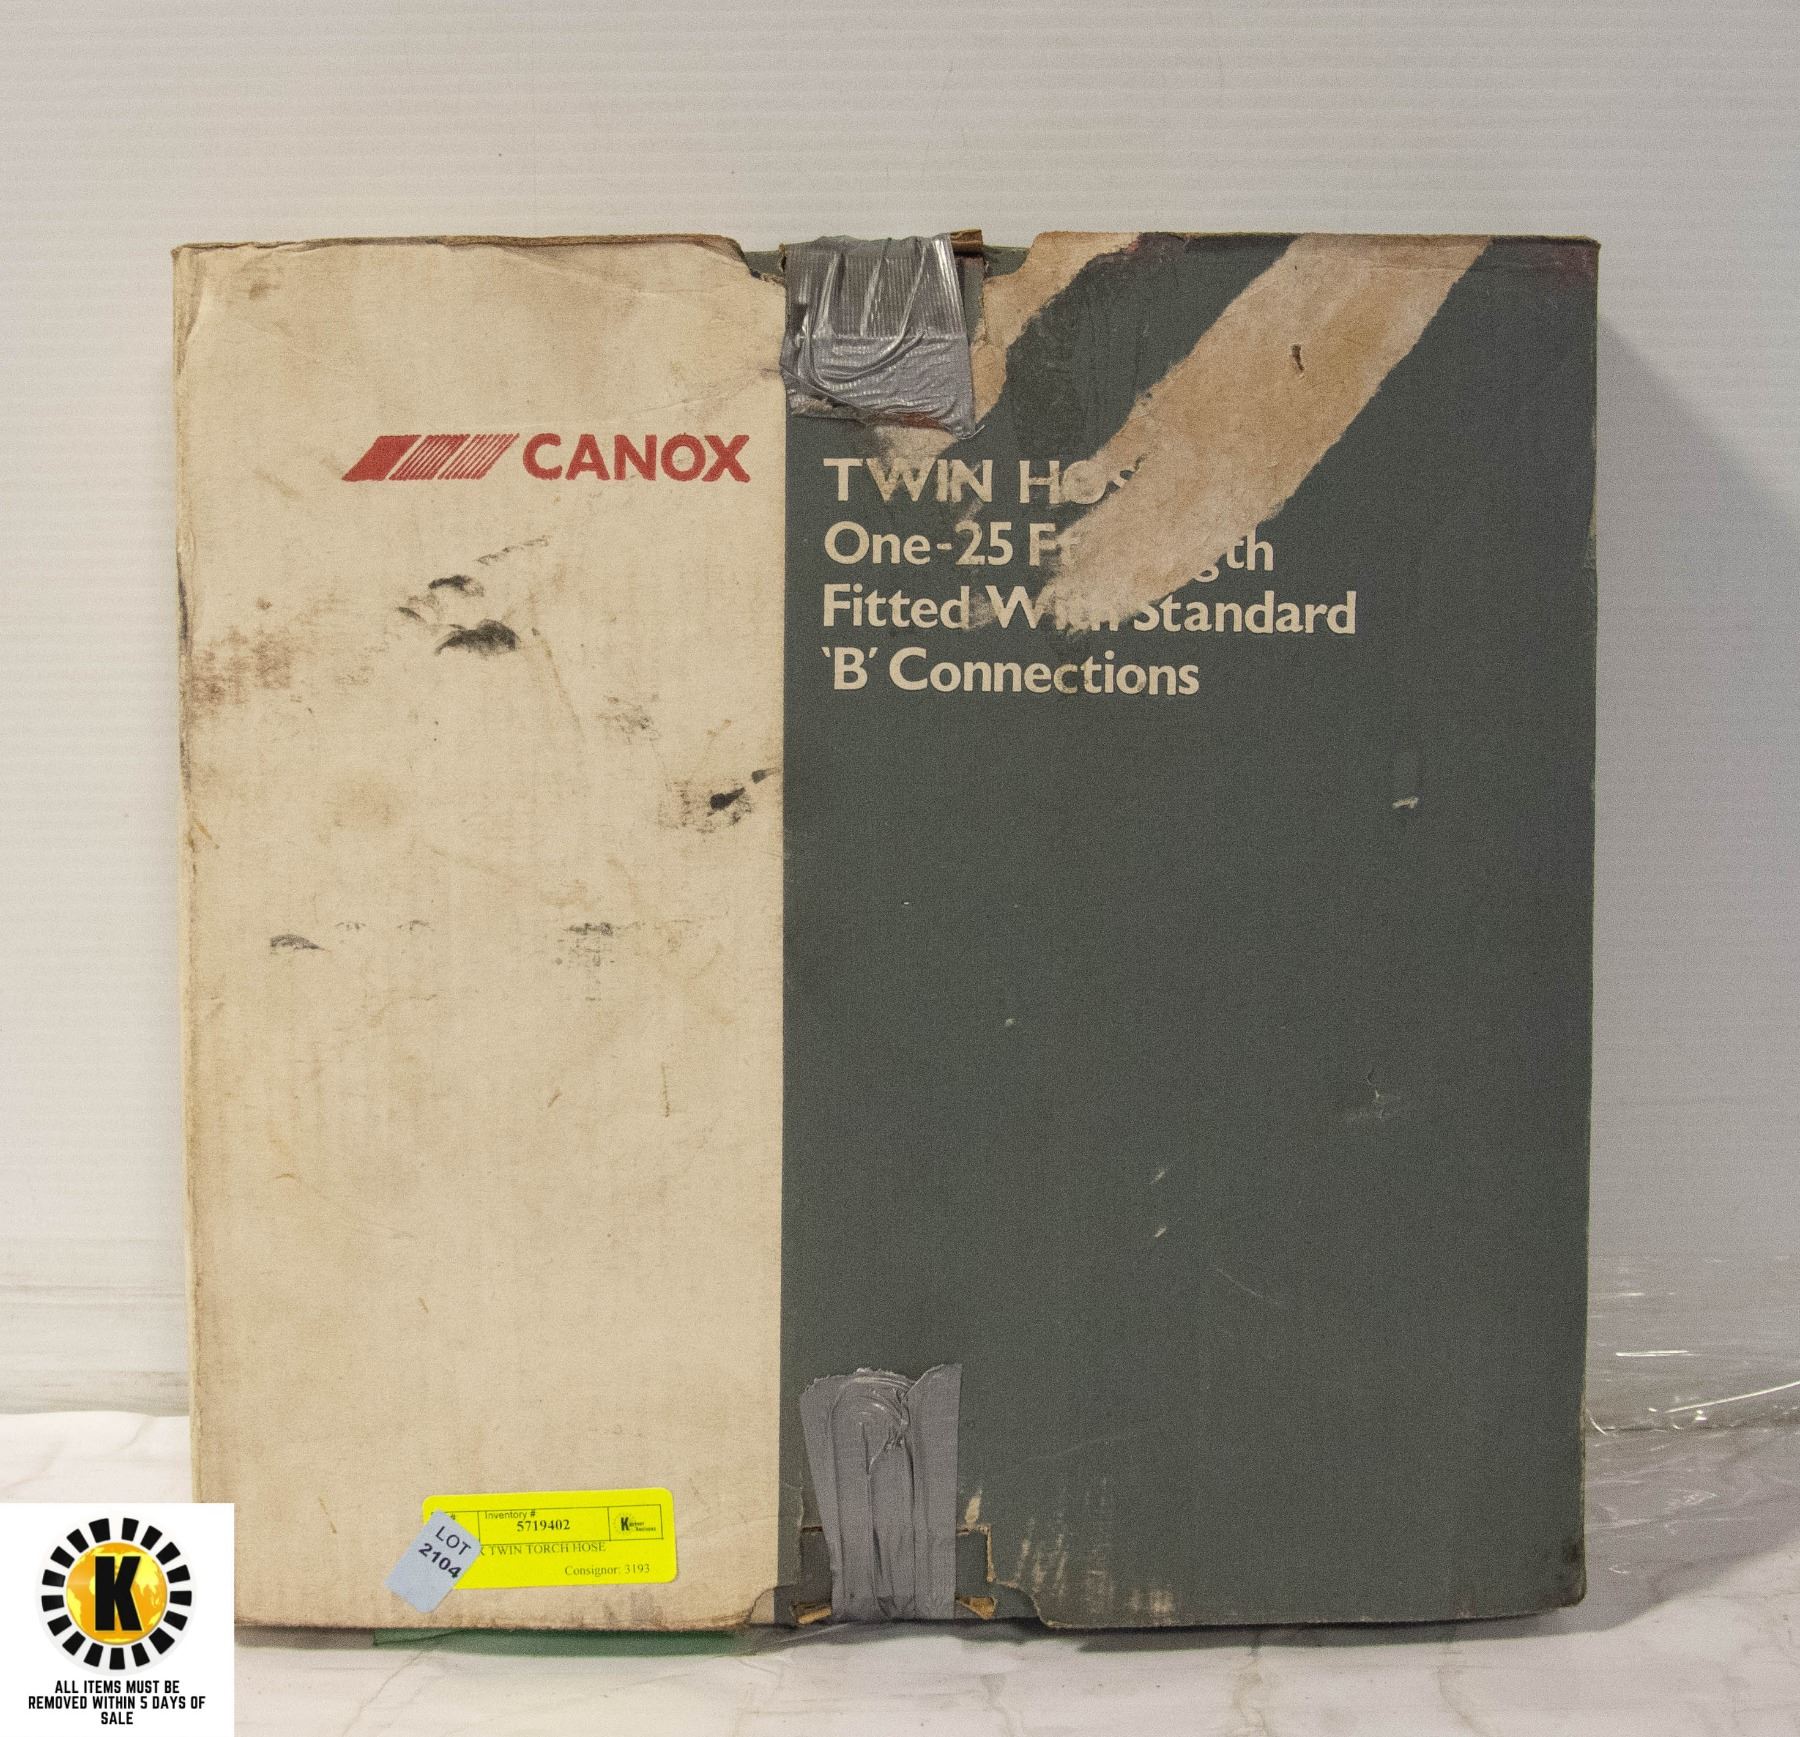 CANOX
TWIN
One-25
Fitted With Standard
'B' Connections
Inventory #
5719402
TWIN TORCH HOSE
Consignor: 3193
LOT
2104
K
ALL ITEMS MUST BE
REMOVED WITHIN 5 DAYS OF
SALE